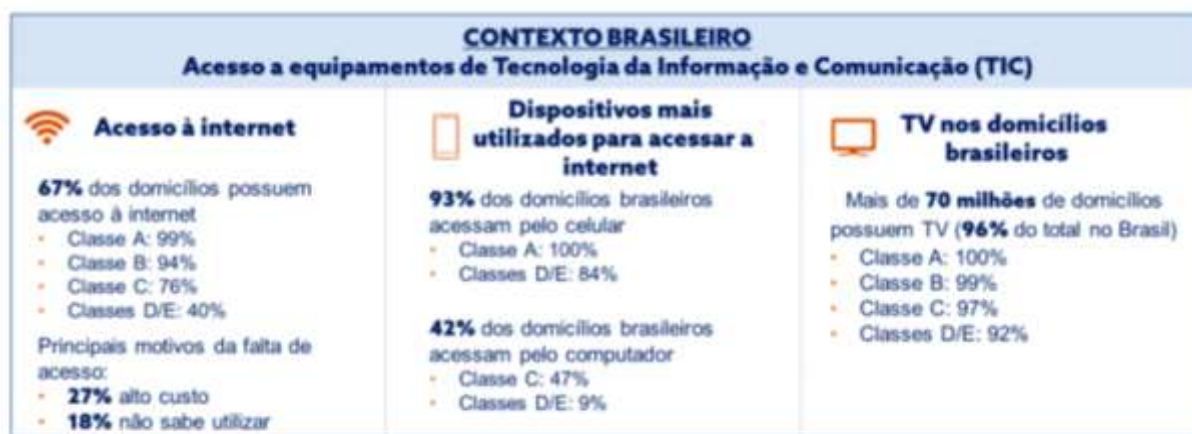 CONTEXTO BRASILEIRO
Acesso a equipamentos de Tecnologia da Informação e Comunicação (TIC)
Acesso à internet
67% dos domicílios possuem
acesso à internet
• Classe A: 99%
• Classe B: 94%
• Classe C: 76%
• Classes D/E: 40%
Principais motivos da falta de
acesso:
• 27% alto custo
• 18% não sabe utilizar
Dispositivos mais
utilizados para acessar a
internet
93% dos domicílios brasileiros
acessam pelo celular
• Classe A: 100%
• Classes D/E: 84%
42% dos domicílios brasileiros
acessam pelo computador
• Classe C: 47%
• Classes D/E: 9%
TV nos domicílios
brasileiros
Mais de 70 milhões de domicílios
possuem TV (96% do total no Brasil)
• Classe A: 100%
• Classe B: 99%
• Classe C: 97%
• Classes D/E: 92%